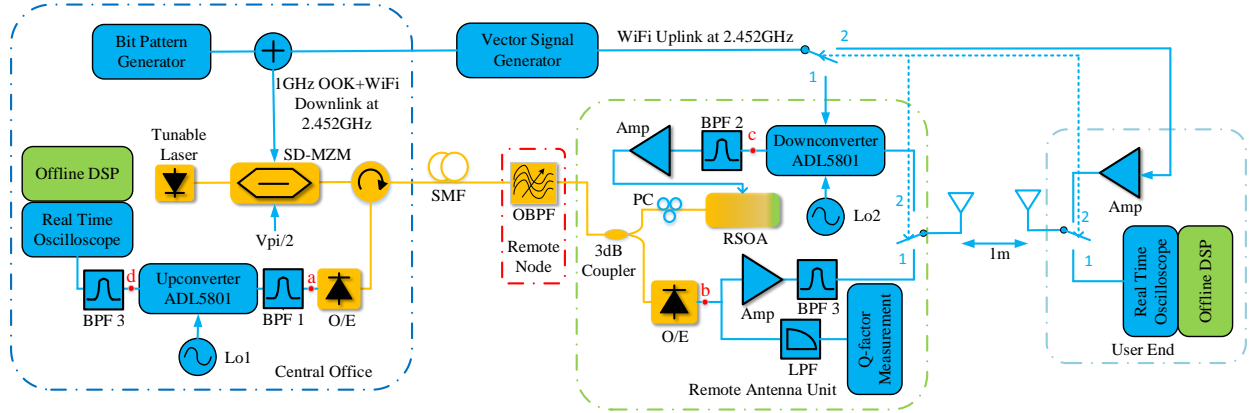 Bit Pattern
Generator
Vector Signal
Generator
WiFi Uplink at 2.452GHz
2
1
1GHz OOK+WiFi
Downlink at
2.452GHz
Tunable
Laser
SD-MZM
Vpi/2
Offline DSP
Real Time
Oscilloscope
d
BPF 3
Upconverter
ADL5801
a
BPF 1
O/E
Lo1
Central Office
SMF
OBPF
Remote
Node
3dB
Coupler
PC
Amp
BPF 2
c
Downconverter
ADL5801
RSOA
Lo2
2
1
O/E
b
Amp
BPF 3
LPF
Q-factor
Measurement
Remote Antenna Unit
1m
Amp
2
1
Real Time
Oscilloscope
Offline DSP
User End